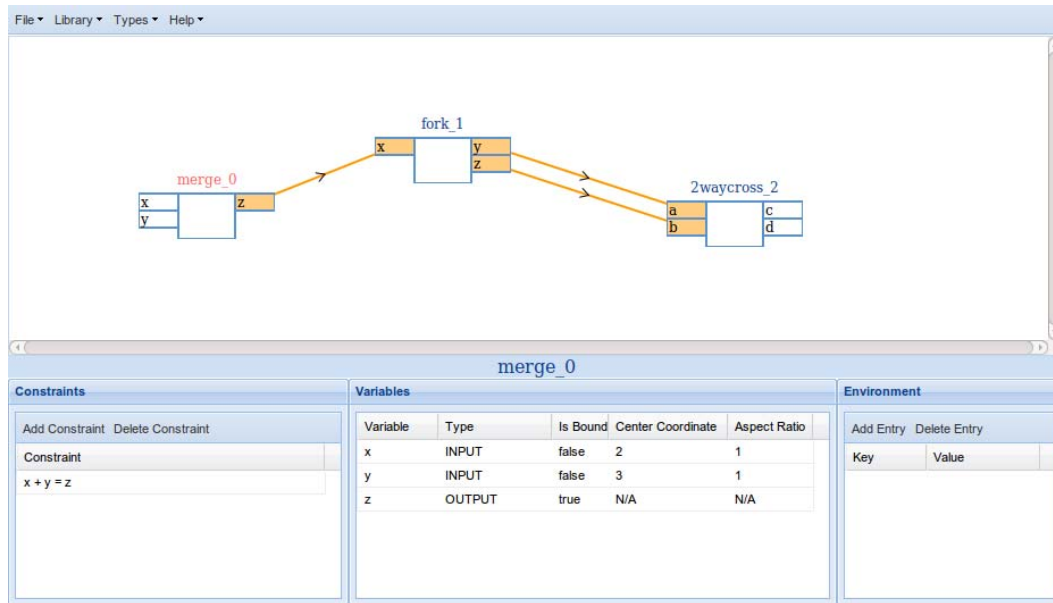 File Library Types Help
fork_1
x y
z
merge_0
x z
y
2waycross_2
a c
b d
merge_0
Constraints Variables Environment
Add Constraint Delete Constraint
Constraint
x + y = z
Variable Type Is Bound Center Coordinate Aspect Ratio
x INPUT false 2 1
y INPUT false 3 1
z OUTPUT true N/A N/A
Add Entry Delete Entry
Key Value